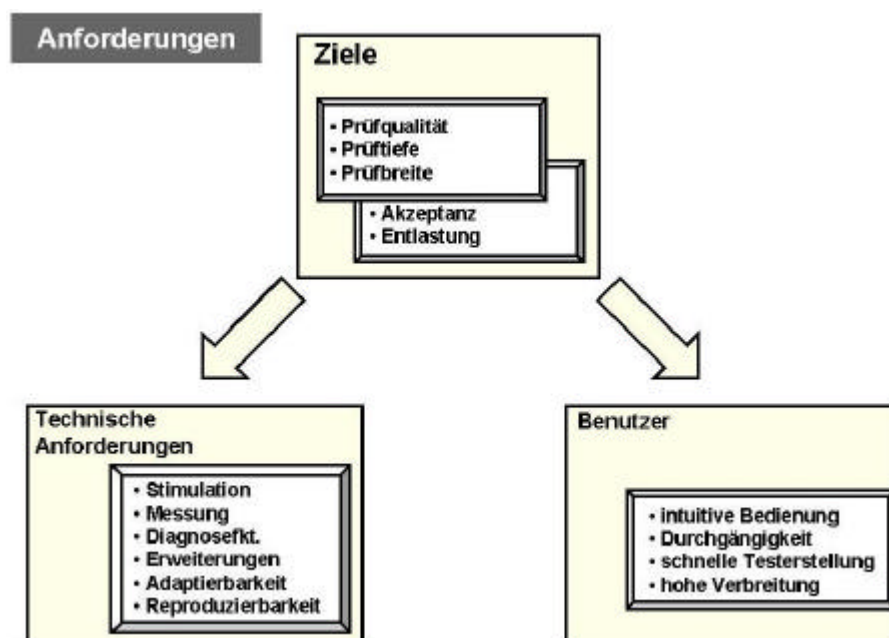 Anforderungen
Ziele
• Prüfqualität
• Prüftiefe
• Prüfbreite
• Akzeptanz
• Entlastung
Technische
Anforderungen
• Stimulation
• Messung
• Diagnosefkt.
• Erweiterungen
• Adaptierbarkeit
• Reproduzierbarkeit
Benutzer
• intuitive Bedienung
• Durchgängigkeit
• schnelle Testerstellung
• hohe Verbreitung